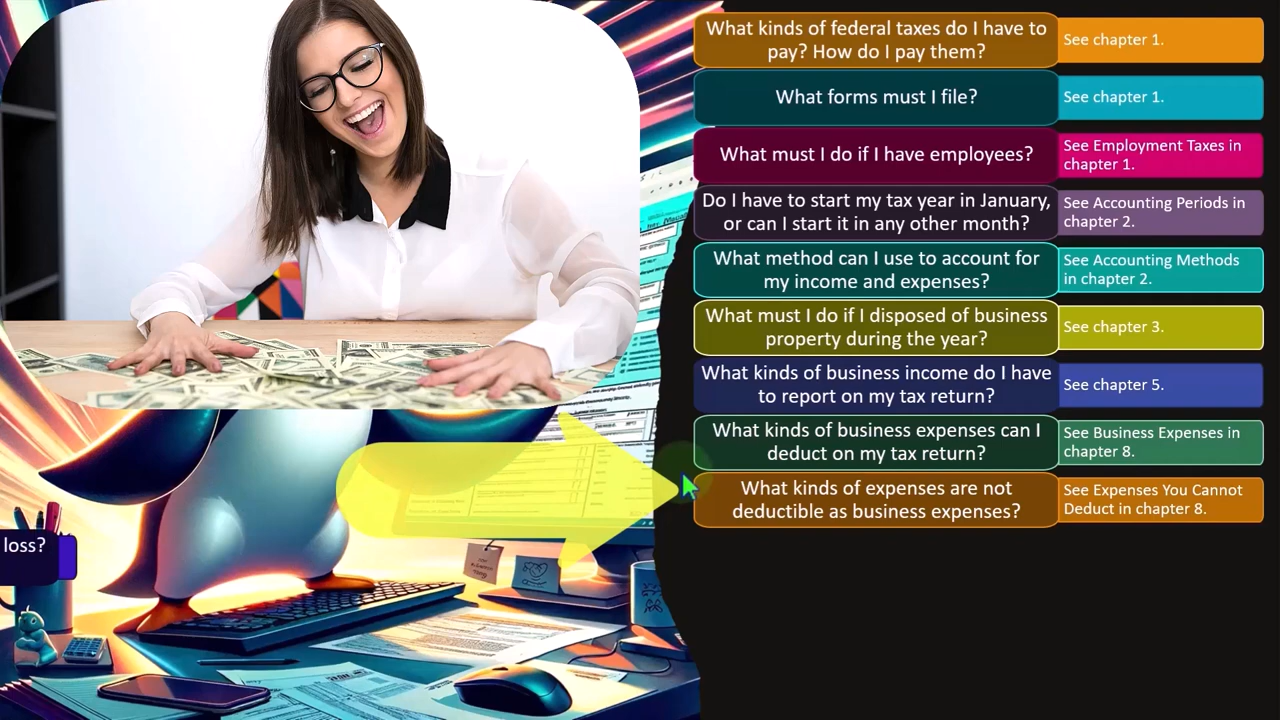 What kinds of federal taxes do I have to
pay? How do I pay them?
See chapter 1.
What forms must I file?
See chapter 1.
What must I do if I have employees?
See Employment Taxes in
chapter 1.
Do I have to start my tax year in January,
or can I start it in any other month?
See Accounting Periods in
chapter 2.
What method can I use to account for
my income and expenses?
See Accounting Methods
in chapter 2.
What must I do if I disposed of business
property during the year?
See chapter 3.
What kinds of business income do I have
to report on my tax return?
See chapter 5.
What kinds of business expenses can I
deduct on my tax return?
See Business Expenses in
chapter 8.
What kinds of expenses are not
deductible as business expenses?
See Expenses You Cannot
Deduct in chapter 8.
loss?